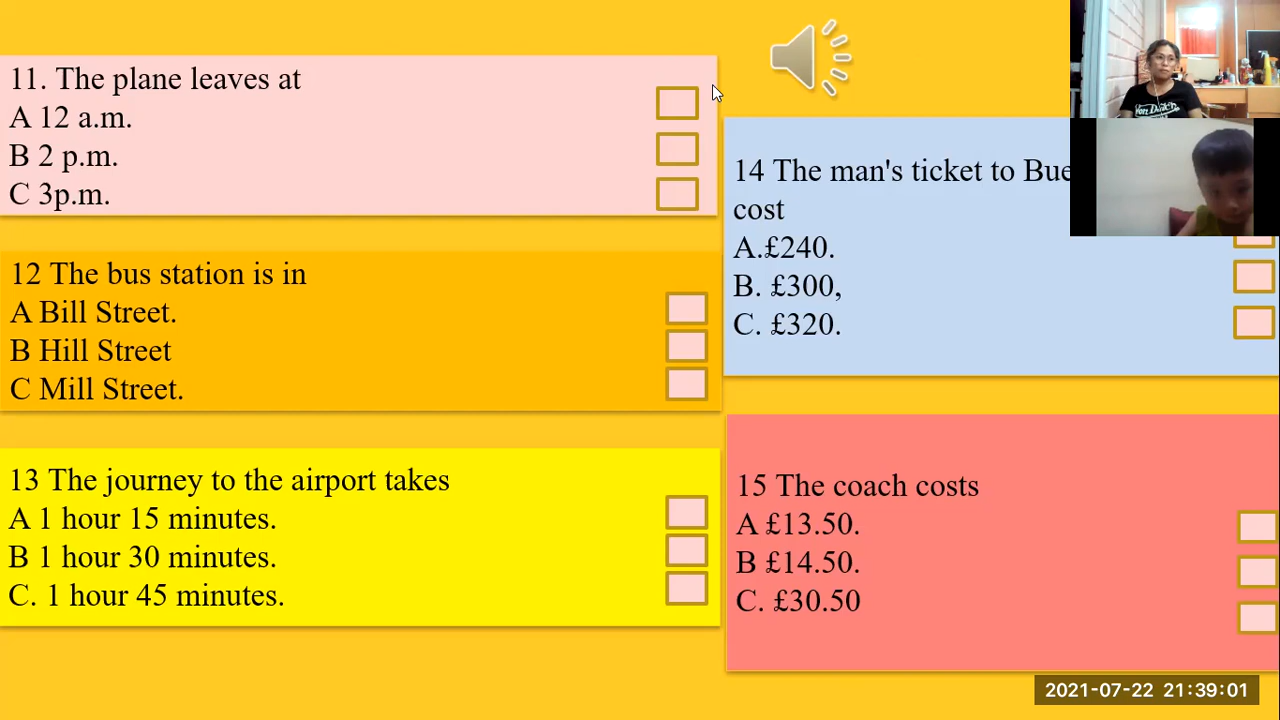 11. The plane leaves at
A 12 a.m.
B 2 p.m.
C 3p.m.
12 The bus station is in
A Bill Street.
B Hill Street
C Mill Street.
13 The journey to the airport takes
A 1 hour 15 minutes.
B 1 hour 30 minutes.
C. 1 hour 45 minutes.
14 The man's ticket to
cost
A.£240.
B. £300,
C. £320.
15 The coach costs
A £13.50.
B £14.50.
C. £30.50
2021-07-22 21:39:01